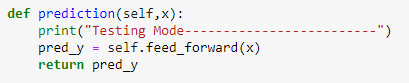 def prediction(self,x):
    print("Testing Mode-------------------------")
    pred_y = self.feed_forward(x)
    return pred_y